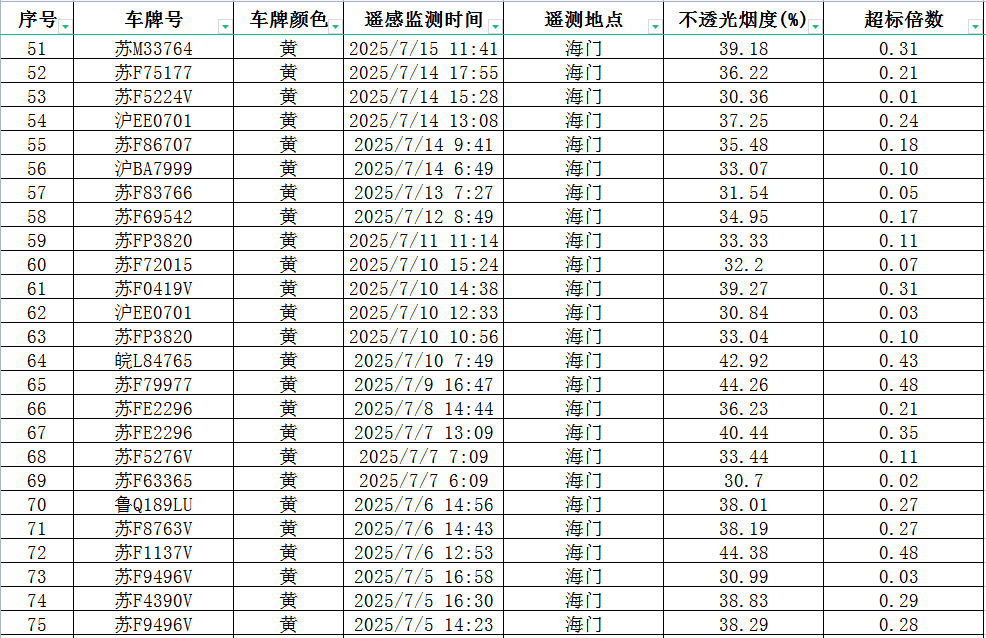 序号 车牌号 车牌颜色 遥感监测时间 遥测地点 不透光烟度(%) 超标倍数
51 苏M33764 黄 2025/7/15 11:41 海门 39.18 0.31
52 苏F75177 黄 2025/7/14 17:55 海门 36.22 0.21
53 苏F5224V 黄 2025/7/14 15:28 海门 30.36 0.01
54 沪EE0701 黄 2025/7/14 13:08 海门 37.25 0.24
55 苏F86707 黄 2025/7/14 9:41 海门 35.48 0.18
56 沪BA7999 黄 2025/7/14 6:49 海门 33.07 0.10
57 苏F83766 黄 2025/7/13 7:27 海门 31.54 0.05
58 苏F69542 黄 2025/7/12 8:49 海门 34.95 0.17
59 苏FP3820 黄 2025/7/11 11:14 海门 33.33 0.11
60 苏F72015 黄 2025/7/10 15:24 海门 32.2 0.07
61 苏F0419V 黄 2025/7/10 14:38 海门 39.27 0.31
62 沪EE0701 黄 2025/7/10 12:33 海门 30.84 0.03
63 苏FP3820 黄 2025/7/10 10:56 海门 33.04 0.10
64 皖L84765 黄 2025/7/10 7:49 海门 42.92 0.43
65 苏F79977 黄 2025/7/9 16:47 海门 44.26 0.48
66 苏FE2296 黄 2025/7/8 14:44 海门 36.23 0.21
67 苏FE2296 黄 2025/7/7 13:09 海门 40.44 0.35
68 苏F5276V 黄 2025/7/7 7:09 海门 33.44 0.11
69 苏F63365 黄 2025/7/7 6:09 海门 30.7 0.02
70 鲁Q189LU 黄 2025/7/6 14:56 海门 38.01 0.27
71 苏F8763V 黄 2025/7/6 14:43 海门 38.19 0.27
72 苏F1137V 黄 2025/7/6 12:53 海门 44.38 0.48
73 苏F9496V 黄 2025/7/5 16:58 海门 30.99 0.03
74 苏F4390V 黄 2025/7/5 16:30 海门 38.83 0.29
75 苏F9496V 黄 2025/7/5 14:23 海门 38.29 0.28